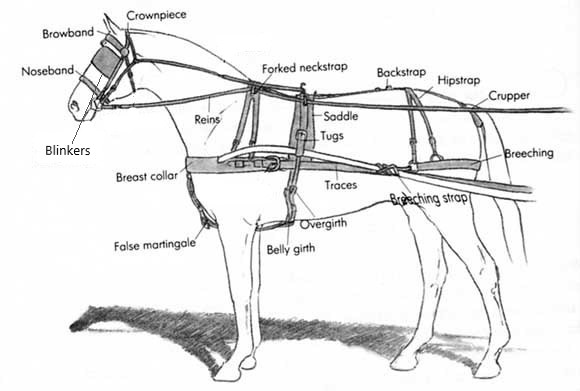 Crownpiece
Browband
Forked neckstrap
Noseband
Backstrap
Hipstrap
Crupper
Reins
Saddle
Tugs
Blinkers
Breeching
Breast collar
Traces
Breeching strap
Overgirth
False martingale
Belly girth